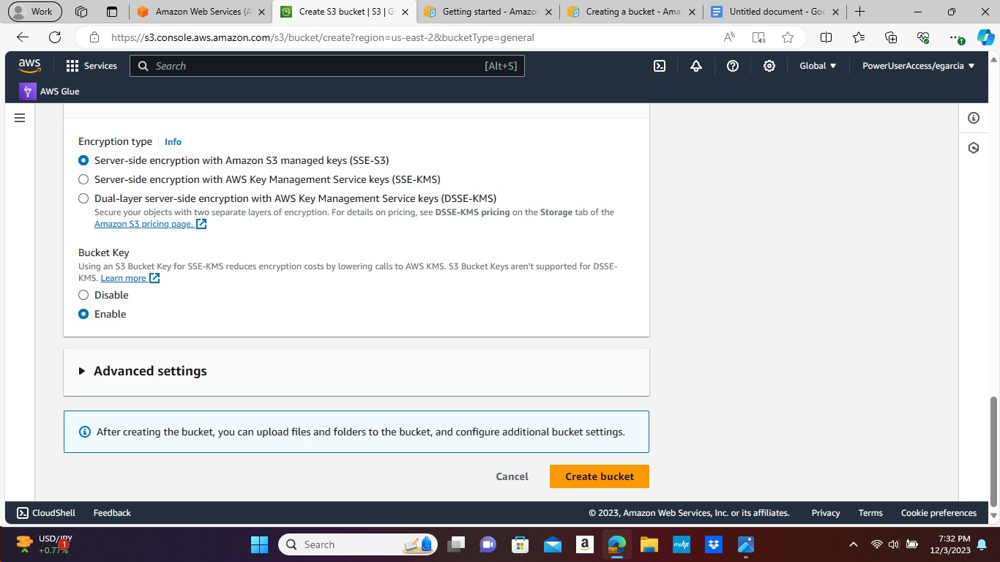 Work
Amazon Web Services (A
Create S3 bucket | S3 | G
Getting started - Amazon
Creating a bucket - Ama
Untitled document - Goo
https://s3.console.aws.amazon.com/s3/bucket/create?region=us-east-2&bucketType=general
aws
Services
Search
[Alt+S]
Global
PowerUserAccess/egarcia
AWS Glue
Encryption type
Info
Server-side encryption with Amazon S3 managed keys (SSE-S3)
Server-side encryption with AWS Key Management Service keys (SSE-KMS)
Dual-layer server-side encryption with AWS Key Management Service keys (DSSE-KMS)
Secure your objects with two separate layers of encryption. For details on pricing, see DSSE-KMS pricing on the Storage tab of the
Amazon S3 pricing page.
Bucket Key
Using an S3 Bucket Key for SSE-KMS reduces encryption costs by lowering calls to AWS KMS. S3 Bucket Keys aren't supported for DSSE-
KMS. Learn more
Disable
Enable
Advanced settings
After creating the bucket, you can upload files and folders to the bucket, and configure additional bucket settings.
Cancel
Create bucket
CloudShell
Feedback
© 2023, Amazon Web Services, Inc. or its affiliates.
Privacy
Terms
Cookie preferences
USD/JPY
1
+0.77%
Search
a
myhp
7:32 PM
12/3/2023